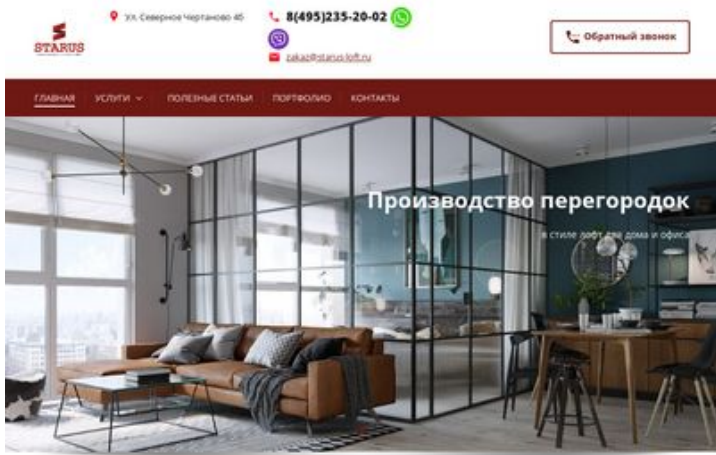 STARUS
ул. Северное Чертаново 4б
8(495)235-20-02
zakaz@starus-loft.ru
Обратный звонок
ГЛАВНАЯ УСЛУГИ ПОЛЕЗНЫЕ СТАТЬИ ПОРТФОЛИО КОНТАКТЫ
Производство перегородок
в стиле лофт для дома и офиса